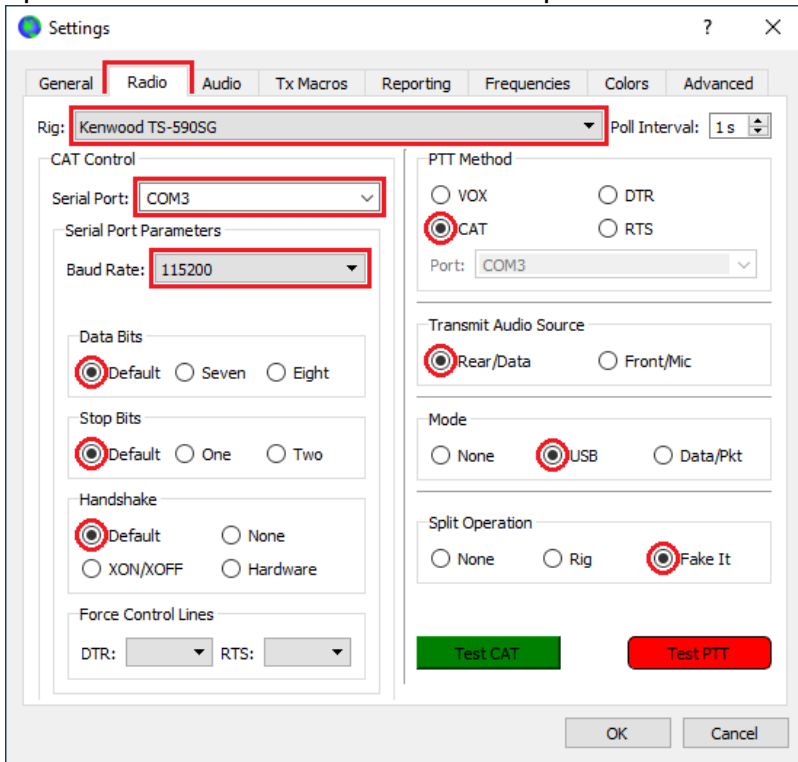 Settings ? ×
General Radio Audio Tx Macros Reporting Frequencies Colors Advanced
Rig: Kenwood TS-590SG Poll Interval: 1 s
CAT Control
Serial Port: COM3
Serial Port Parameters
Baud Rate: 115200
Data Bits
Default Seven Eight
Stop Bits
Default One Two
Handshake
Default None
XON/XOFF Hardware
Force Control Lines
DTR: RTS:
PTT Method
VOX DTR
CAT RTS
Port: COM3
Transmit Audio Source
Rear/Data Front/Mic
Mode
None USB Data/Pkt
Split Operation
None Rig Fake It
Test CAT Test PTT
OK Cancel